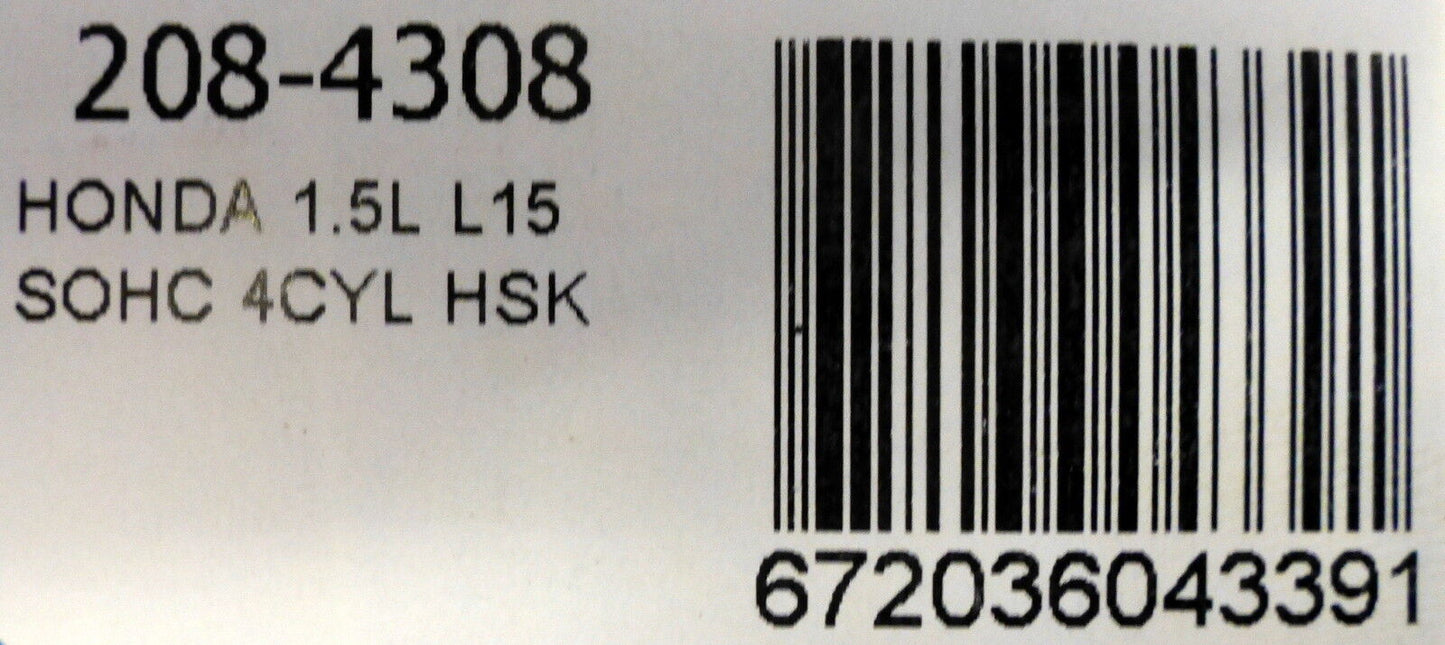 208-4308
HONDA 1.5L L15
SOHC 4CYL HSK
672036043391